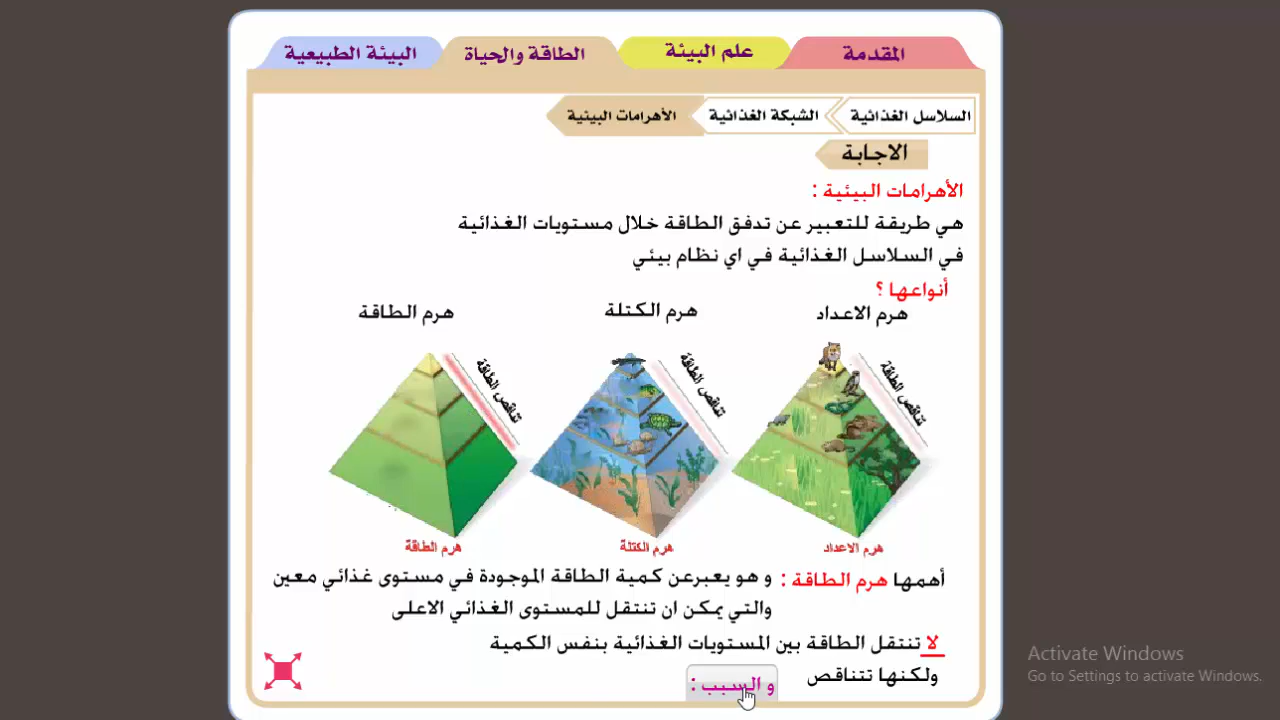 المقدمة
علم البيئة
الطاقة والحياة
البيئة الطبيعية
السلاسل الغذائية
الشبكة الغذائية
الأهرامات البيئية
الاجابة
الأهرامات البيئية :
هي طريقة للتعبير عن تدفق الطاقة خلال مستويات الغذائية
في السلاسل الغذائية في اي نظام بيئي
أنواعها ؟
هرم الاعداد
هرم الكتلة
هرم الطاقة
تناقص الطاقة
تناقص الطاقة
تناقص الطاقة
هرم الاعداد
هرم الكتلة
هرم الطاقة
أهمها هرم الطاقة : و هو يعبرعن كمية الطاقة الموجودة في مستوى غذائي معين
والتي يمكن ان تنتقل للمستوى الغذائي الاعلى
لا تنتقل الطاقة بين المستويات الغذائية بنفس الكمية
ولكنها تتناقص
و السبب :
Activate Windows
Go to Settings to activate Windows.